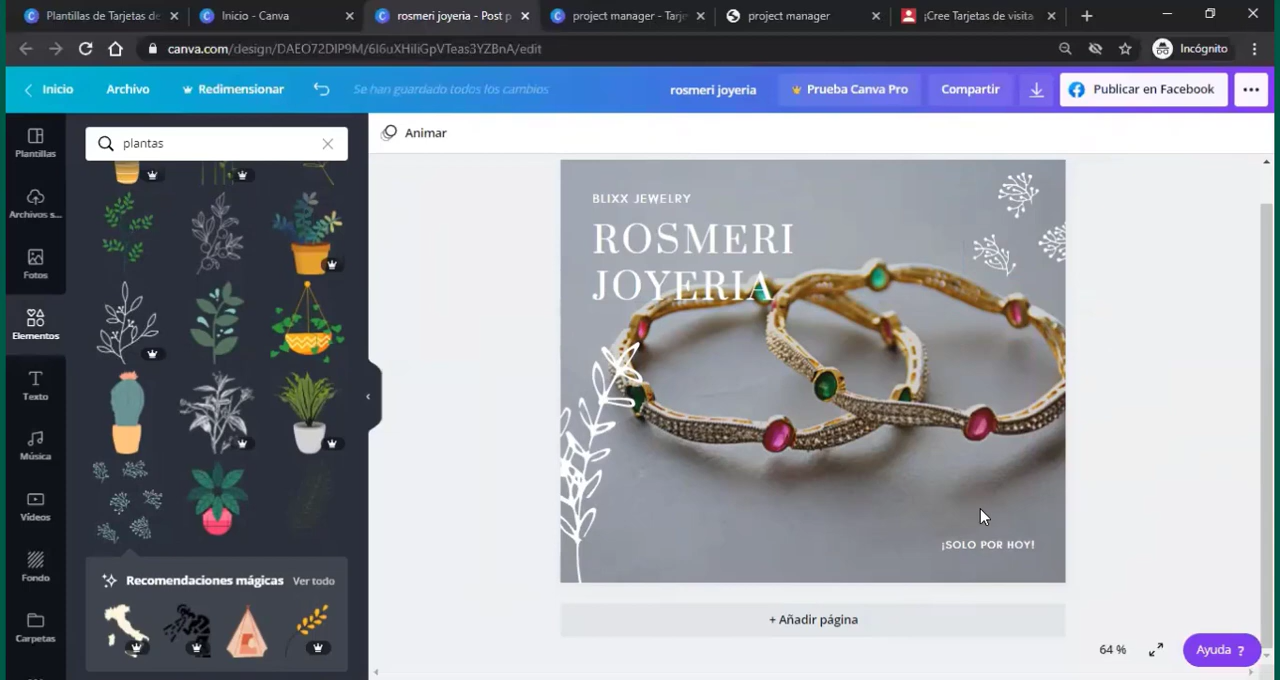 Plantillas de Tarjetas de
Inicio - Canva
rosmeri joyeria - Post p
project manager - Tarje
project manager
¡Cree Tarjetas de visita
canva.com/design/DAEO72DIP9M/6I6uXHiliGpVTeas3YZBnA/edit
Incógnito
Inicio
Archivo
Redimensionar
Se han guardado todos los cambios
rosmeri joyeria
Prueba Canva Pro
Compartir
Publicar en Facebook
Plantillas
Archivos s...
Fotos
Elementos
Texto
Música
Vídeos
Fondo
Carpetas
plantas
Recomendaciones mágicas
Ver todo
Animar
BLIXX JEWELRY
ROSMERI
JOYERIA
¡SOLO POR HOY!
+ Añadir página
64 %
Ayuda ?